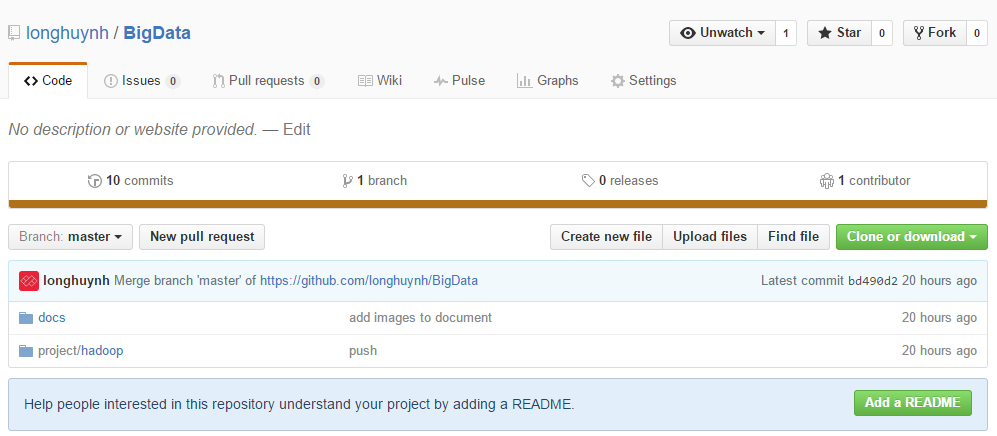 longhuynh / BigData Unwatch 1 Star 0 Fork 0
Code Issues 0 Pull requests 0 Wiki Pulse Graphs Settings
No description or website provided. — Edit
10 commits 1 branch 0 releases 1 contributor
Branch: master New pull request Create new file Upload files Find file Clone or download
longhuynh Merge branch 'master' of https://github.com/longhuynh/BigData Latest commit bd490d2 20 hours ago
docs add images to document 20 hours ago
project/hadoop push 20 hours ago
Help people interested in this repository understand your project by adding a README. Add a README